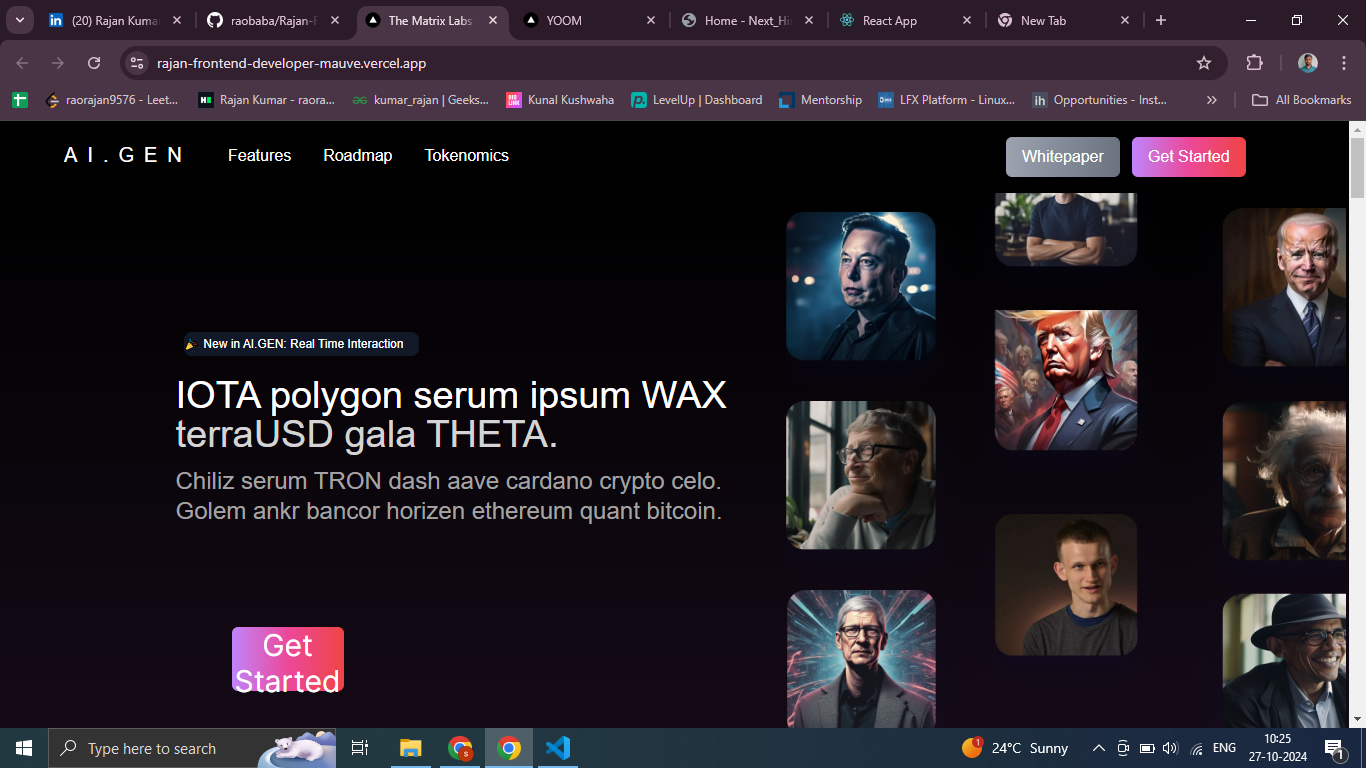 (20) Rajan Kuma
raobaba/Rajan-F
The Matrix Labs
YOOM
Home - Next_Hi
React App
New Tab
rajan-frontend-developer-mauve.vercel.app
raorajan9576 - Leet...
Rajan Kumar - raora...
kumar_rajan | Geeks...
Kunal Kushwaha
LevelUp | Dashboard
Mentorship
LFX Platform - Linux...
Opportunities - Inst...
All Bookmarks
AI.GEN
Features
Roadmap
Tokenomics
Whitepaper
Get Started
🎉 New in AI.GEN: Real Time Interaction
IOTA polygon serum ipsum WAX
terraUSD gala THETA.
Chiliz serum TRON dash aave cardano crypto celo.
Golem ankr bancor horizen ethereum quant bitcoin.
Get
Started
Type here to search
24°C Sunny
ENG
10:25
27-10-2024
1